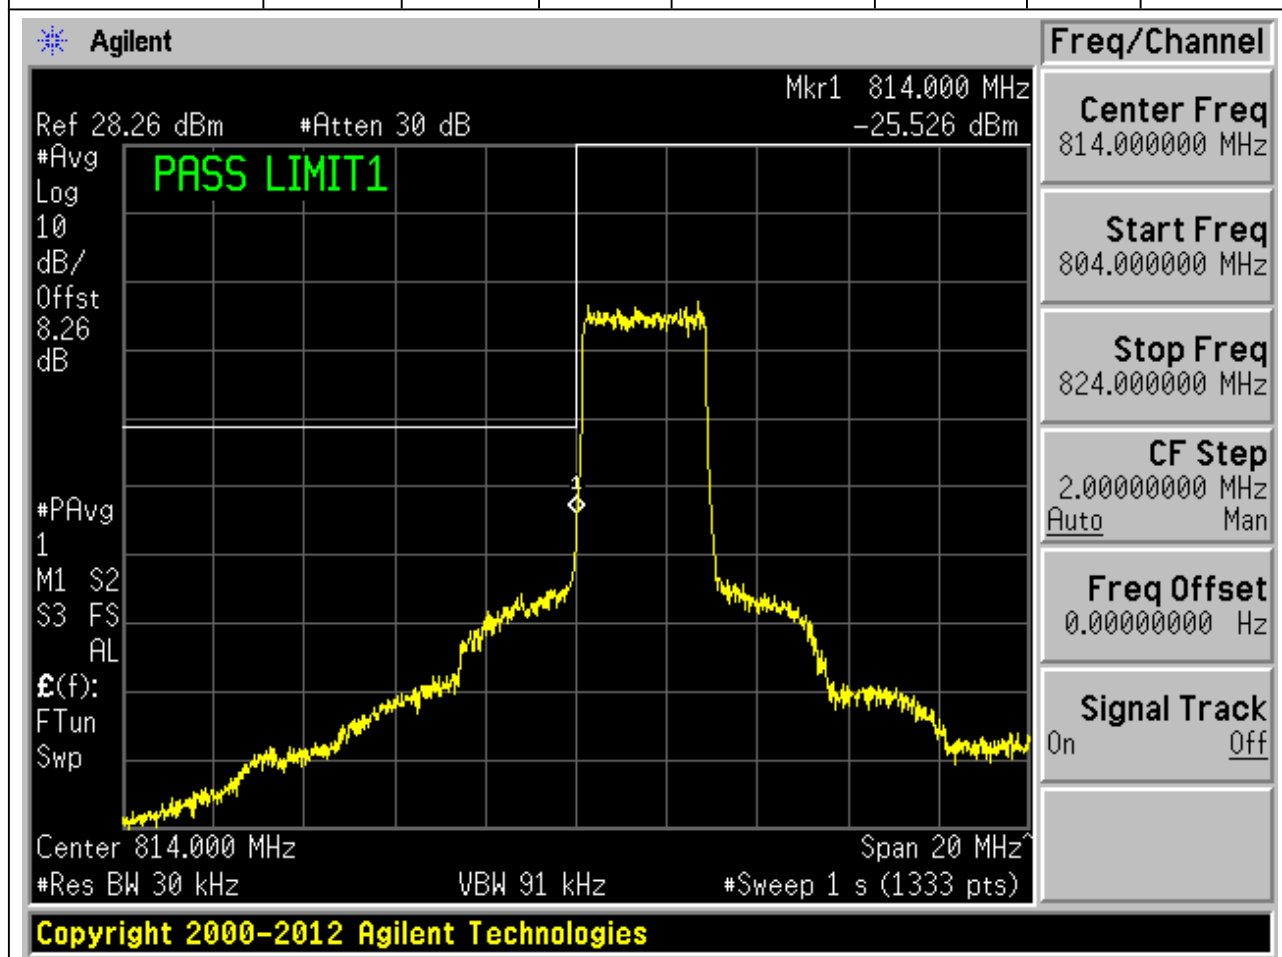 Agilent
Freq/Channel
Mkr1 814.000 MHz
Ref 28.26 dBm #Atten 30 dB -25.526 dBm
#Avg
Log
10
dB/
Offst
8.26
dB
PASS LIMIT1
1
#PAvg
1
M1 S2
S3 FS
AL
£(f):
FTun
Swp
Center 814.000 MHz Span 20 MHz^
#Res BW 30 kHz VBW 91 kHz #Sweep 1 s (1333 pts)
Copyright 2000-2012 Agilent Technologies
Center Freq
814.000000 MHz
Start Freq
804.000000 MHz
Stop Freq
824.000000 MHz
CF Step
2.00000000 MHz
Auto Man
Freq Offset
0.00000000 Hz
Signal Track
On Off